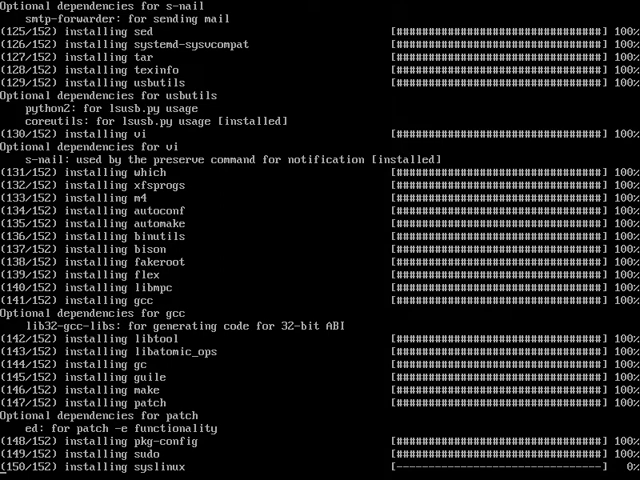 Optional dependencies for s-nail
    smtp-forwarder: for sending mail
(125/152) installing sed [################################] 100%
(126/152) installing systemd-sysvcompat [################################] 100%
(127/152) installing tar [################################] 100%
(128/152) installing texinfo [################################] 100%
(129/152) installing usbutils [################################] 100%
Optional dependencies for usbutils
    python2: for lsusb.py usage
    coreutils: for lsusb.py usage [installed]
(130/152) installing vi [################################] 100%
Optional dependencies for vi
    s-nail: used by the preserve command for notification [installed]
(131/152) installing which [################################] 100%
(132/152) installing xfsprogs [################################] 100%
(133/152) installing m4 [################################] 100%
(134/152) installing autoconf [################################] 100%
(135/152) installing automake [################################] 100%
(136/152) installing binutils [################################] 100%
(137/152) installing bison [################################] 100%
(138/152) installing fakeroot [################################] 100%
(139/152) installing flex [################################] 100%
(140/152) installing libmpc [################################] 100%
(141/152) installing gcc [################################] 100%
Optional dependencies for gcc
    lib32-gcc-libs: for generating code for 32-bit ABI
(142/152) installing libtool [################################] 100%
(143/152) installing libatomic_ops [################################] 100%
(144/152) installing gc [################################] 100%
(145/152) installing guile [################################] 100%
(146/152) installing make [################################] 100%
(147/152) installing patch [################################] 100%
Optional dependencies for patch
    ed: for patch -e functionality
(148/152) installing pkg-config [################################] 100%
(149/152) installing sudo [################################] 100%
(150/152) installing syslinux [--------------------------------] 0%